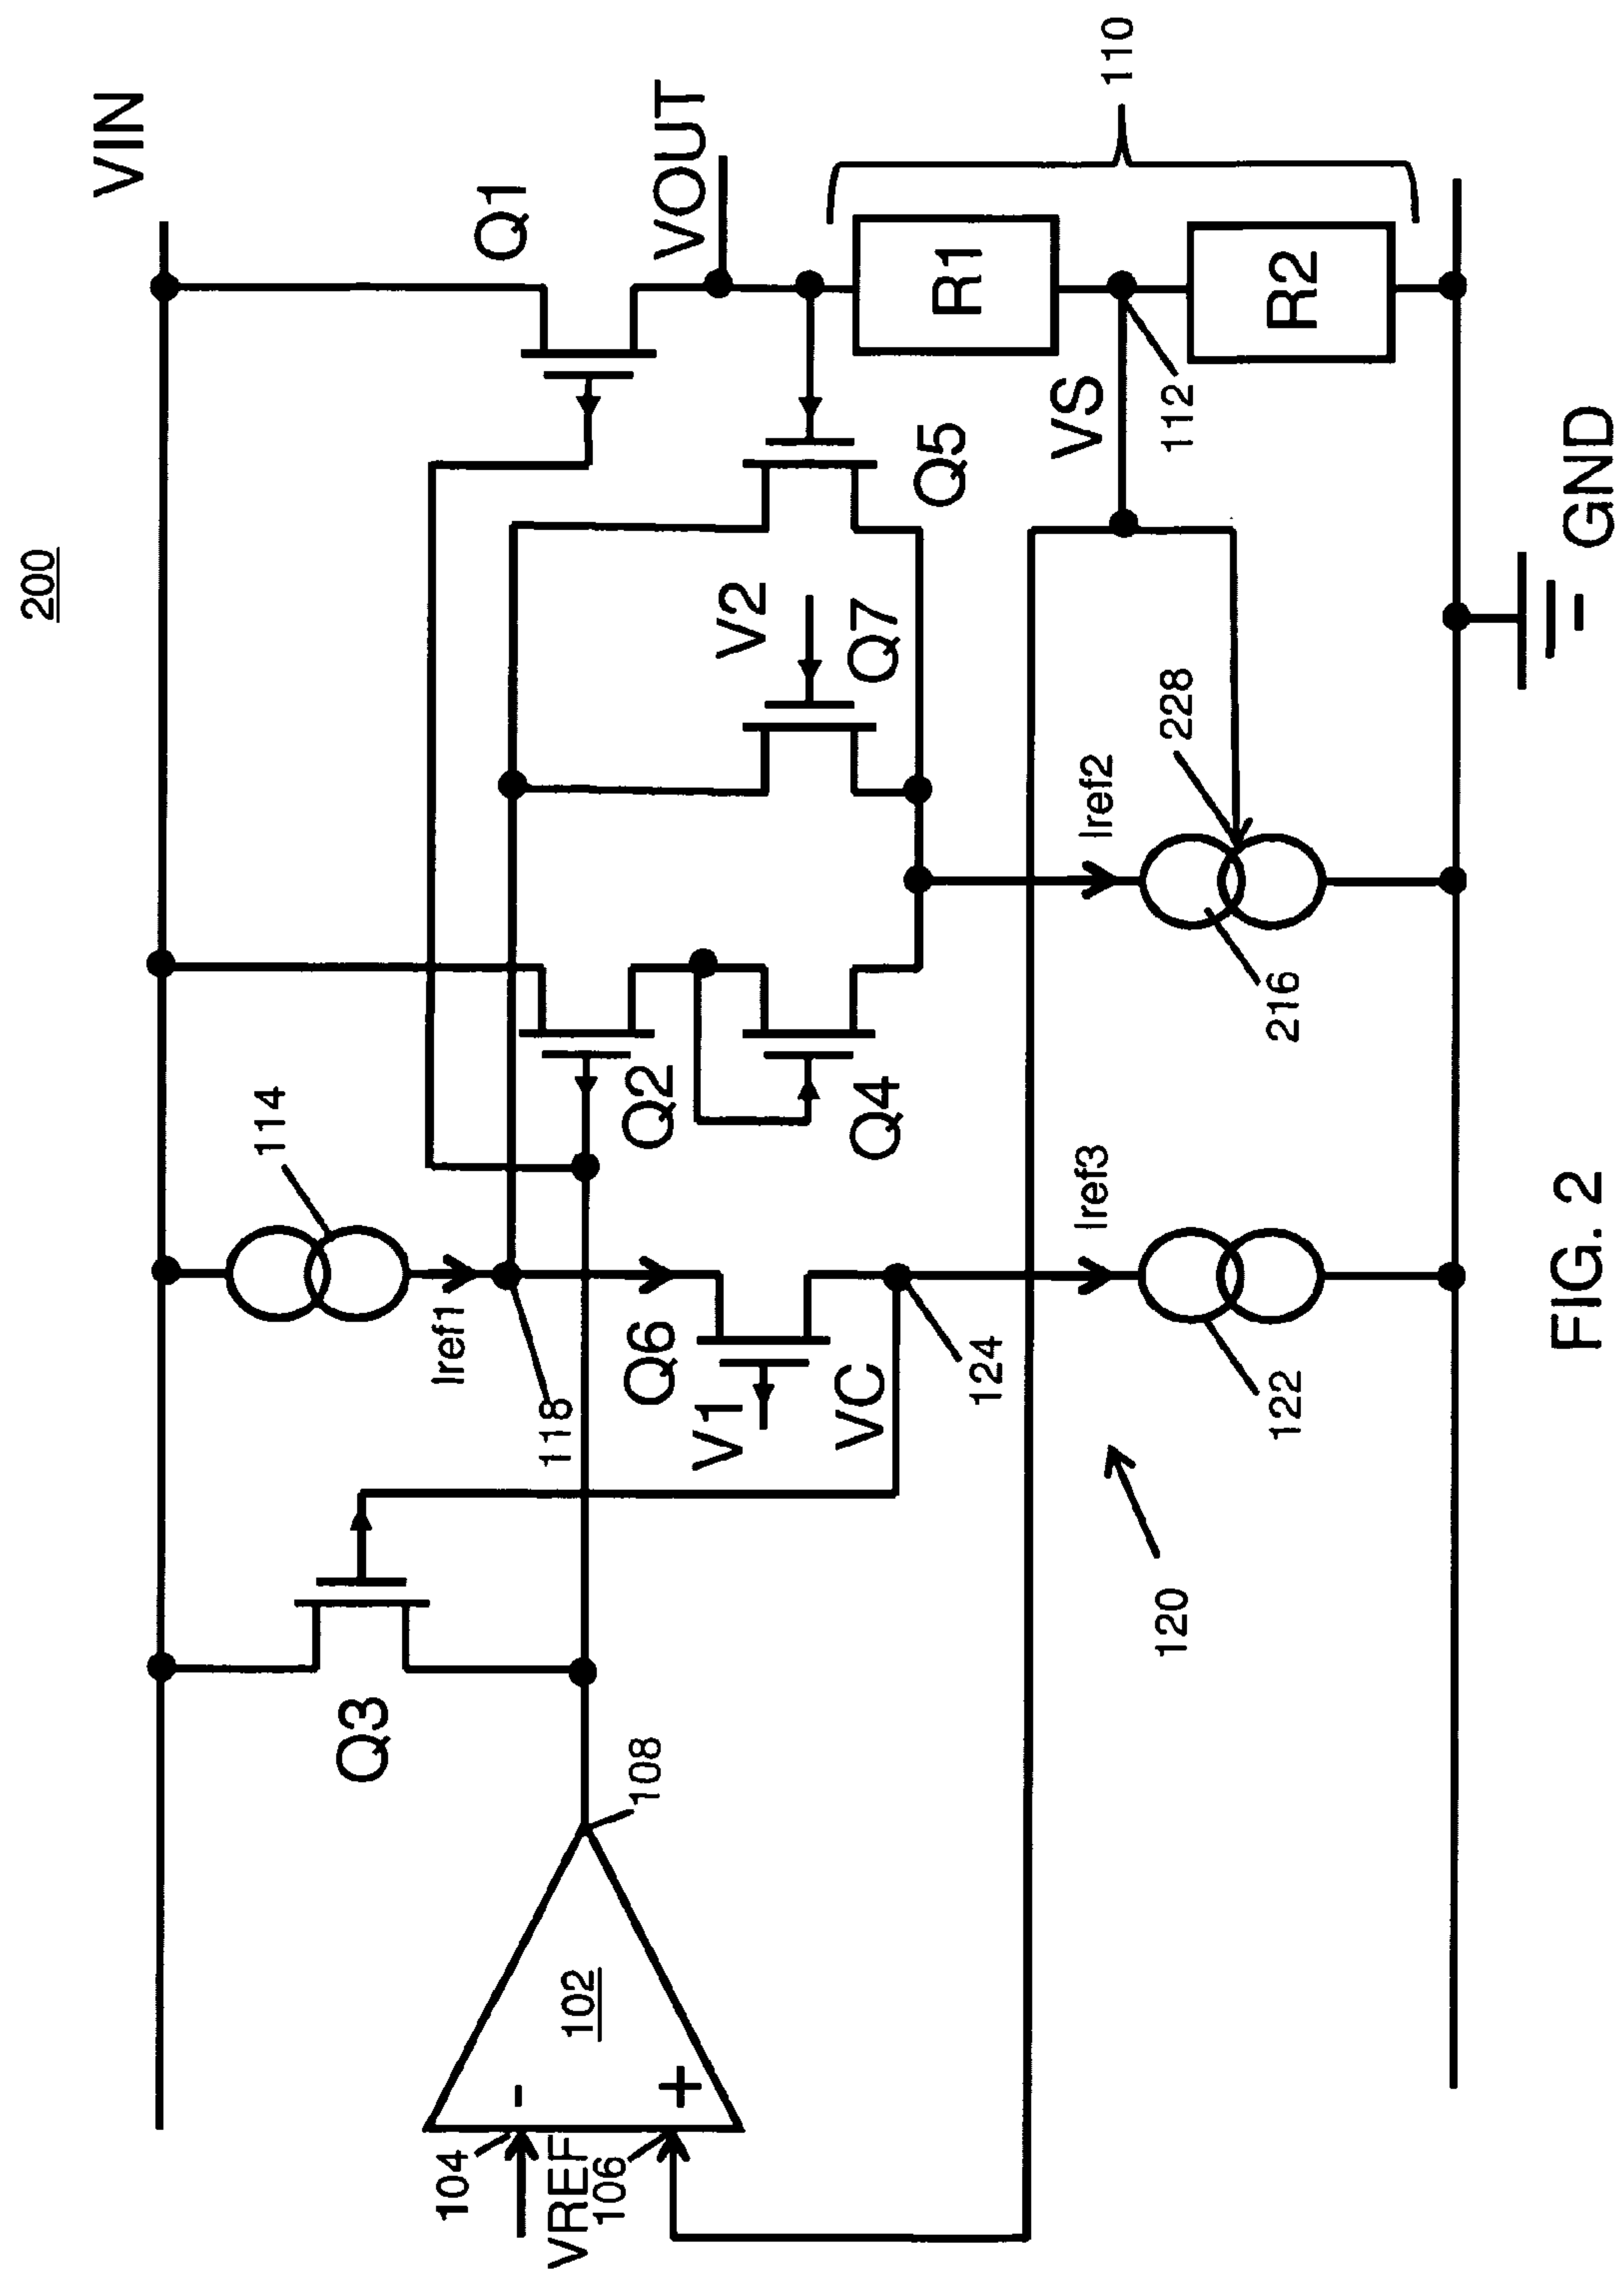 200
VIN
Q1
VOUT
110
R1
R2
VS
112
Q5
V2
Q7
GND
228
Iref2
216
114
Q2
Q4
Iref1
118
Q6
V1
VC
124
Iref3
122
120
Q3
108
102
-
+
104
VREF
106
FIG. 2